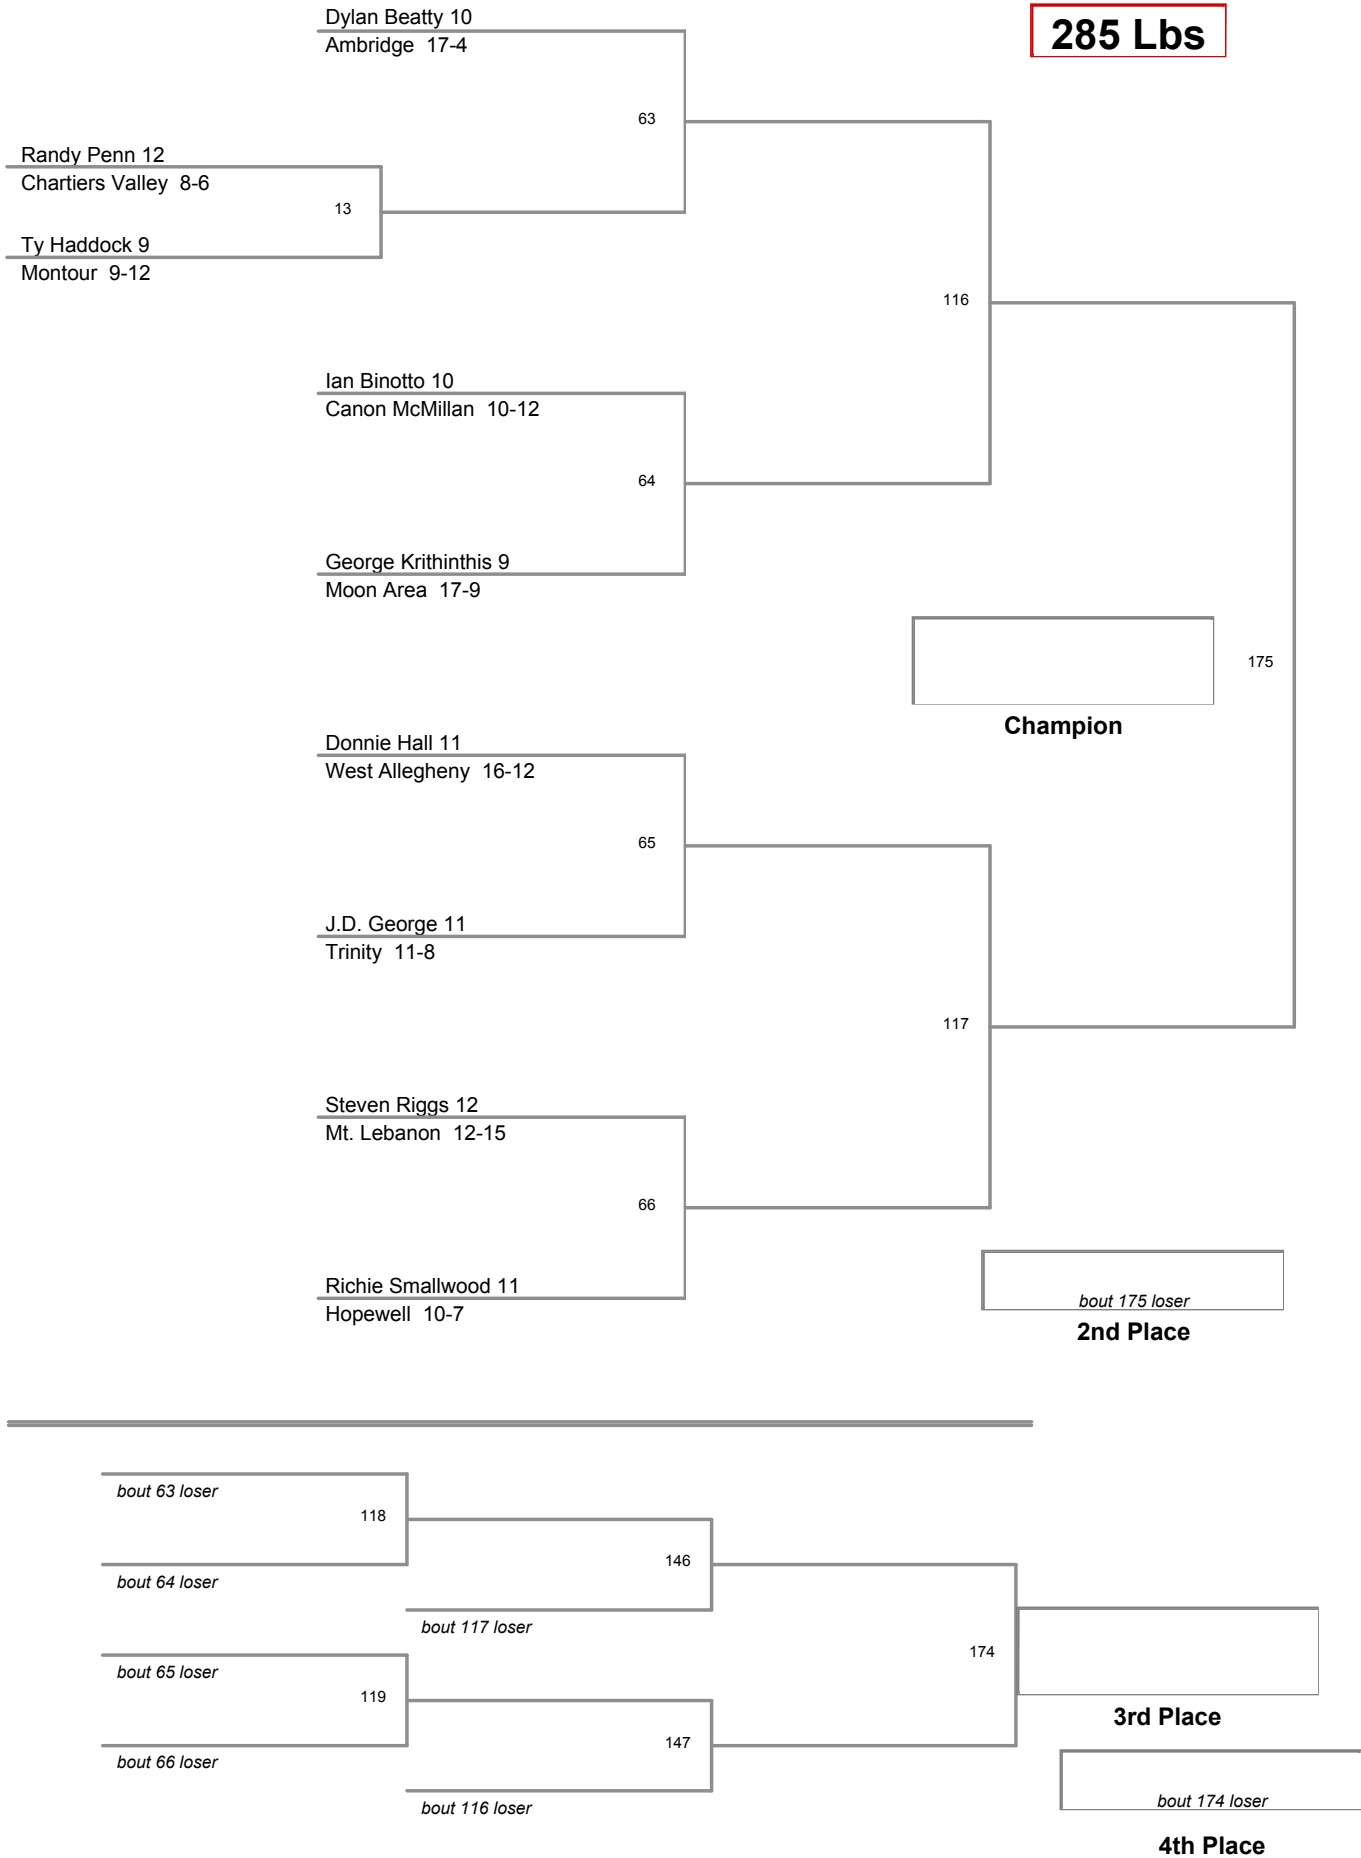 Dylan Beatty 10
Ambridge 17-4
285 Lbs
63
Randy Penn 12
Chartiers Valley 8-6
13
Ty Haddock 9
Montour 9-12
116
Ian Binotto 10
Canon McMillan 10-12
64
George Krithinthis 9
Moon Area 17-9
175
Champion
Donnie Hall 11
West Allegheny 16-12
65
J.D. George 11
Trinity 11-8
117
Steven Riggs 12
Mt. Lebanon 12-15
66
Richie Smallwood 11
Hopewell 10-7
bout 175 loser
2nd Place
bout 63 loser
118
146
bout 64 loser
bout 117 loser
174
bout 65 loser
119
3rd Place
147
bout 66 loser
bout 116 loser
bout 174 loser
4th Place